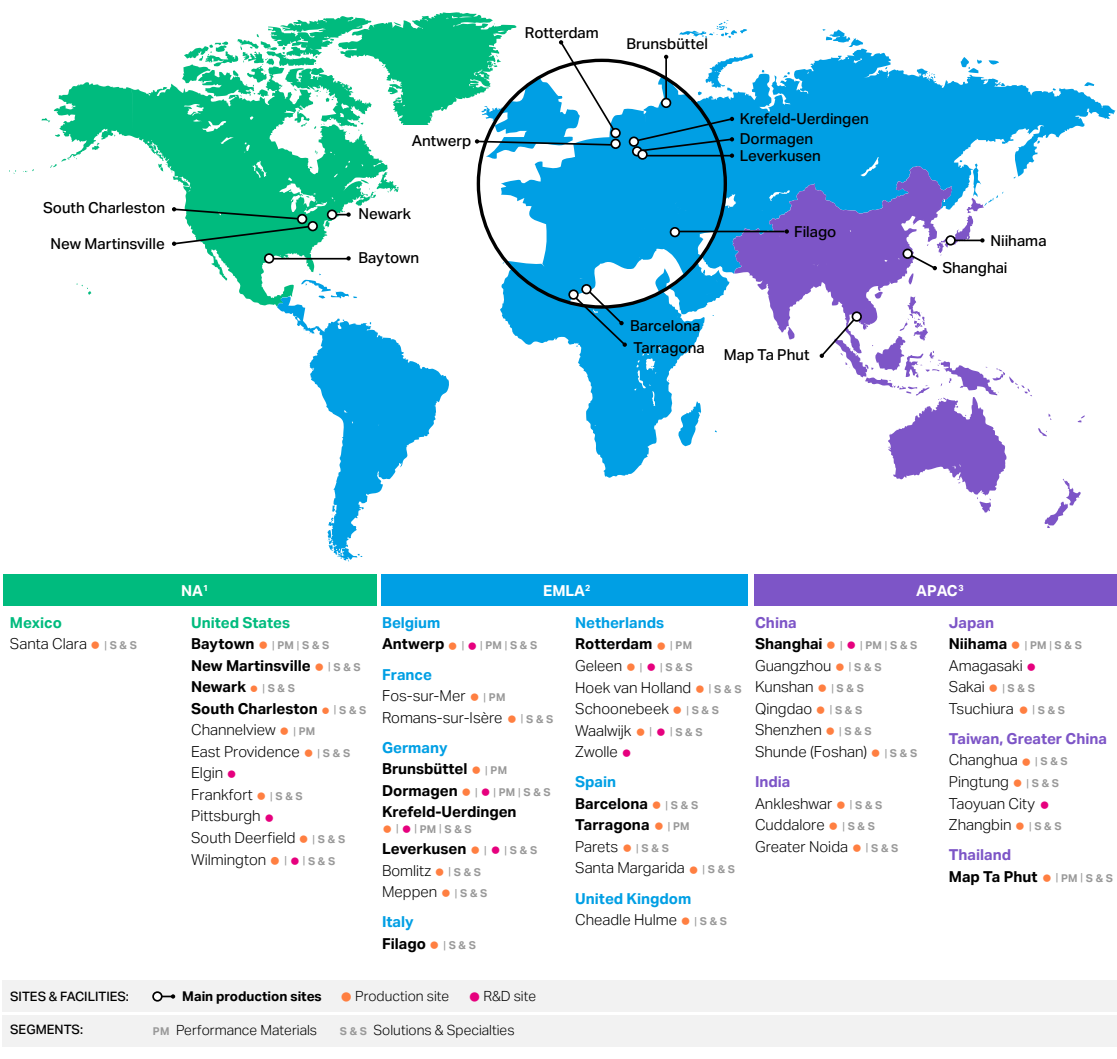 Rotterdam
Brunsbüttel
Krefeld-Uerdingen
Antwerp
Dormagen
Leverkusen
South Charleston
Newark
New Martinsville
Baytown
Filago
Niihama
Shanghai
Barcelona
Tarragona
Map Ta Phut
NA¹
Mexico
Santa Clara | S & S
United States
Baytown | PM | S & S
New Martinsville | S & S
Newark | S & S
South Charleston | S & S
Channelview | PM
East Providence | S & S
Elgin
Frankfort | S & S
Pittsburgh
South Deerfield | S & S
Wilmington | | S & S
EMLA²
Belgium
Antwerp | | PM | S & S
France
Fos-sur-Mer | PM
Romans-sur-Isère | S & S
Germany
Brunsbüttel | PM
Dormagen | | PM | S & S
Krefeld-Uerdingen
| | PM | S & S
Leverkusen | | S & S
Bomlitz | S & S
Meppen | S & S
Italy
Filago | S & S
Netherlands
Rotterdam | PM
Geleen | | S & S
Hoek van Holland | S & S
Schoonebeek | S & S
Waalwijk | | S & S
Zwolle
Spain
Barcelona | S & S
Tarragona | PM
Parets | S & S
Santa Margarida | S & S
United Kingdom
Cheadle Hulme | S & S
APAC³
China
Shanghai | | PM | S & S
Guangzhou | S & S
Kunshan | S & S
Qingdao | S & S
Shenzhen | S & S
Shunde (Foshan) | S & S
India
Ankleshwar | S & S
Cuddalore | S & S
Greater Noida | S & S
Japan
Niihama | PM | S & S
Amagasaki
Sakai | S & S
Tsuchiura | S & S
Taiwan, Greater China
Changhua | S & S
Pingtung | S & S
Taoyuan City
Zhangbin | S & S
Thailand
Map Ta Phut | PM | S & S
SITES & FACILITIES: Main production sites Production site R&D site
SEGMENTS: PM Performance Materials S & S Solutions & Specialties